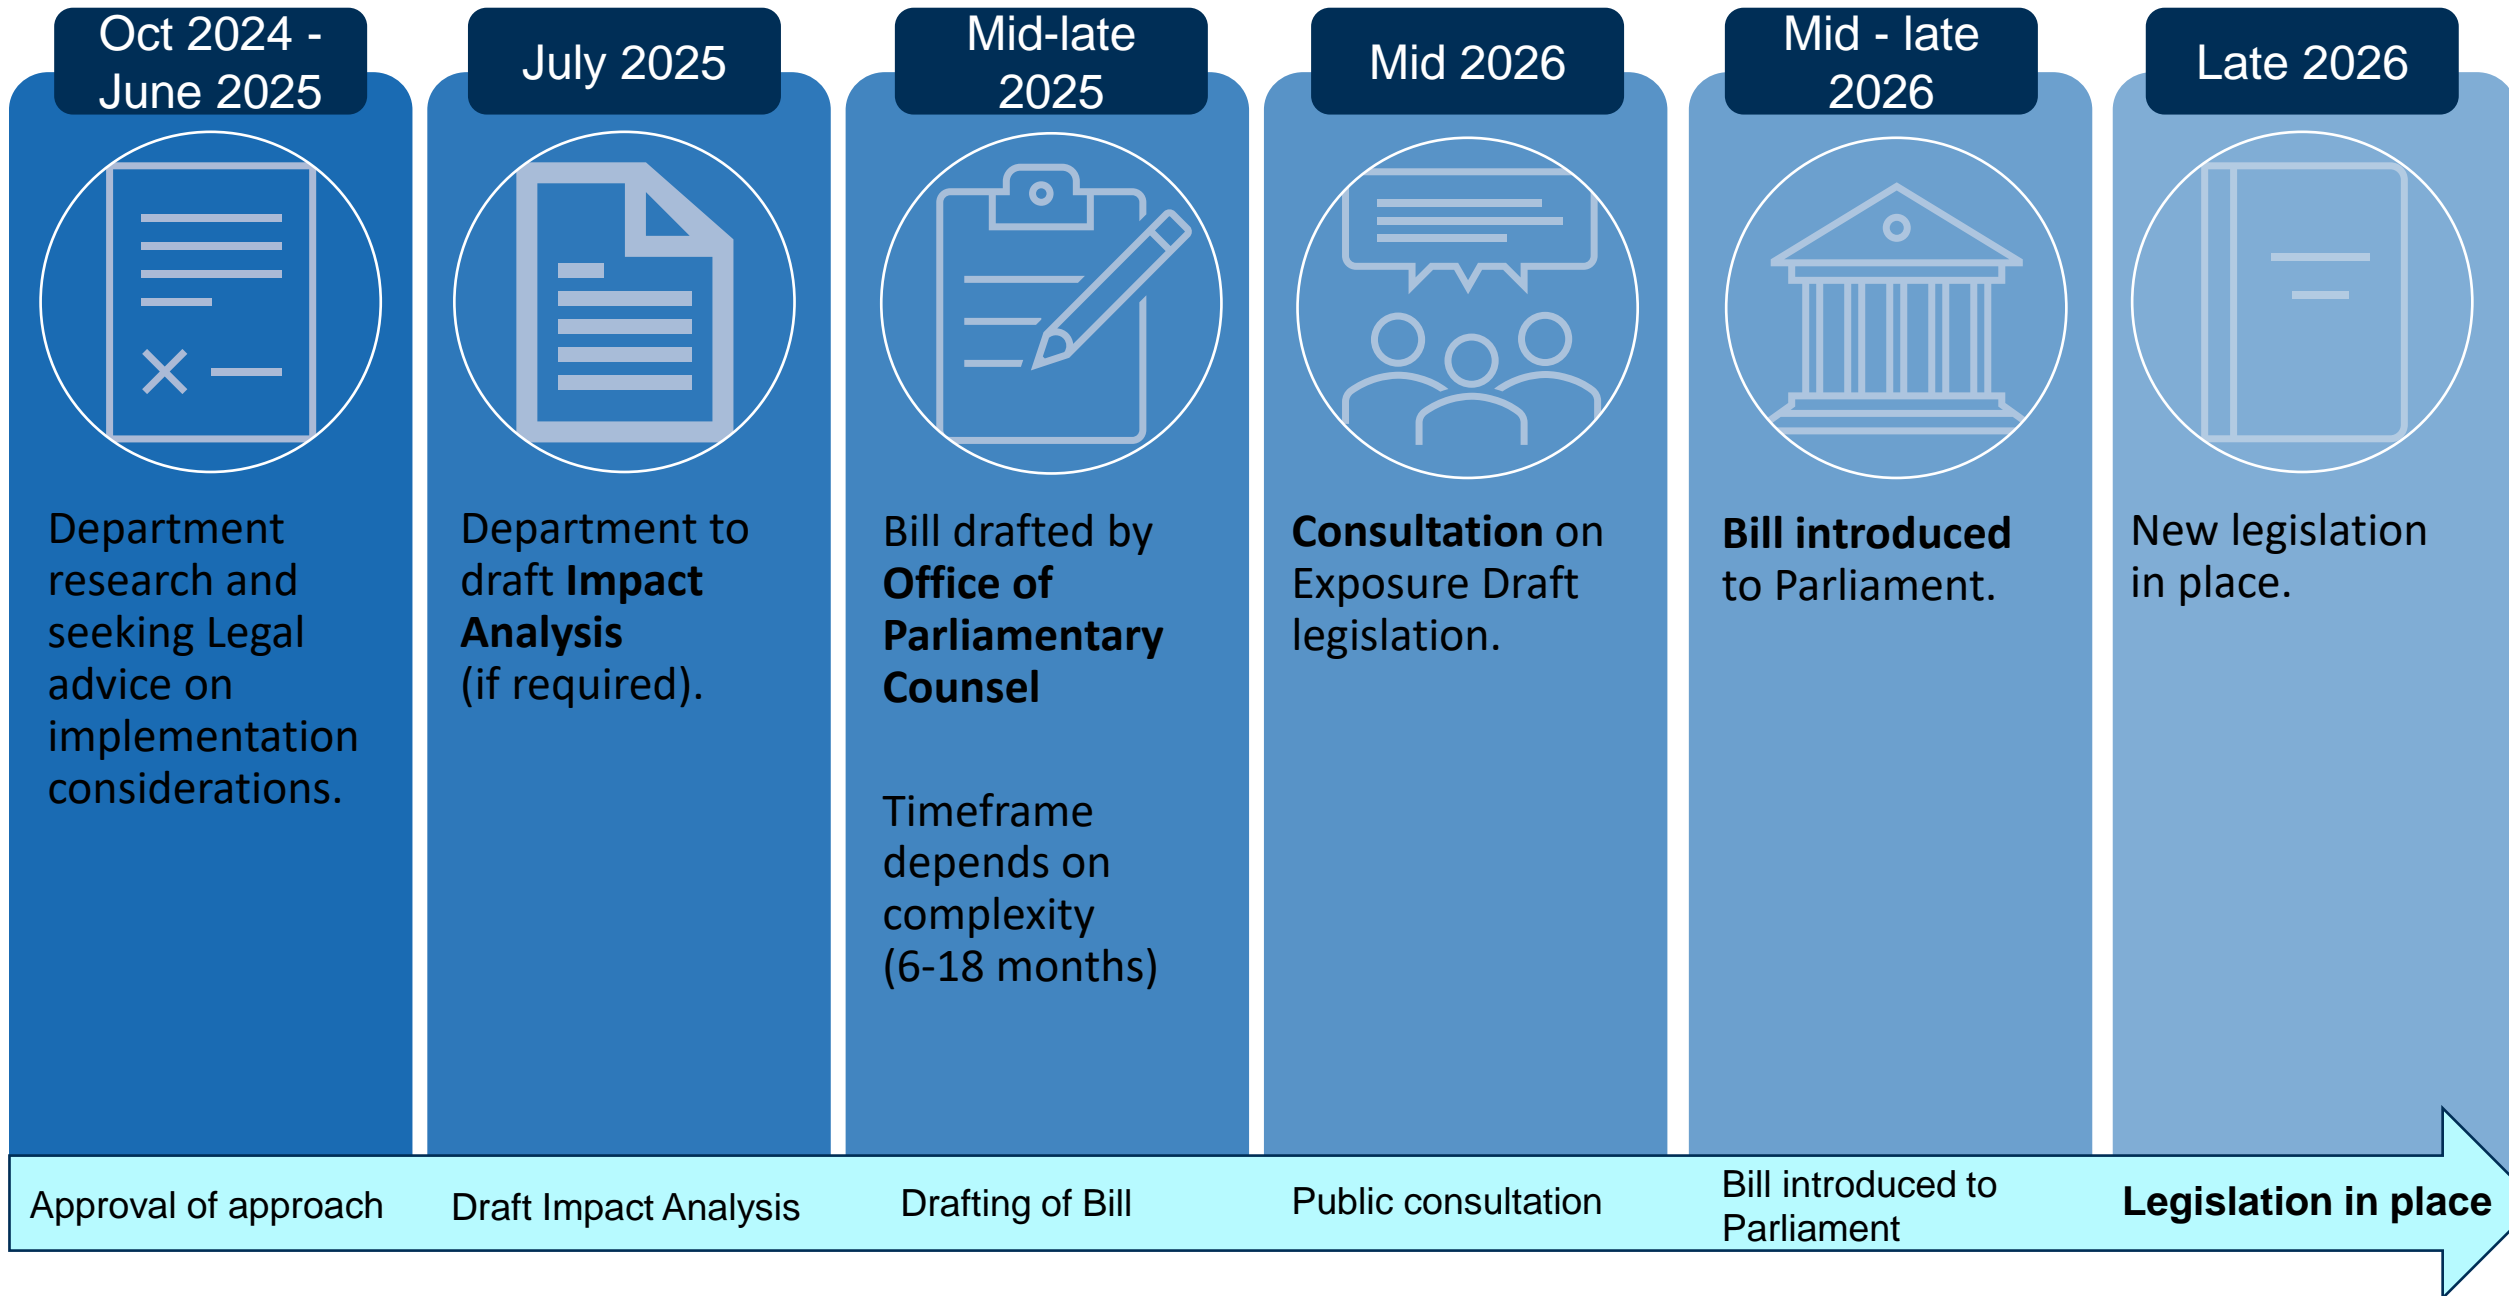 Oct 2024 -
June 2025
July 2025
Mid-late
2025
Mid 2026
Mid - late
2026
Late 2026
Department
research and
seeking Legal
advice on
implementation
considerations.
Department to
draft Impact
Analysis
(if required).
Bill drafted by
Office of
Parliamentary
Counsel
Timeframe
depends on
complexity
(6-18 months)
Consultation on
Exposure Draft
legislation.
Bill introduced
to Parliament.
New legislation
in place.
Approval of approach
Draft Impact Analysis
Drafting of Bill
Public consultation
Bill introduced to
Parliament
Legislation in place